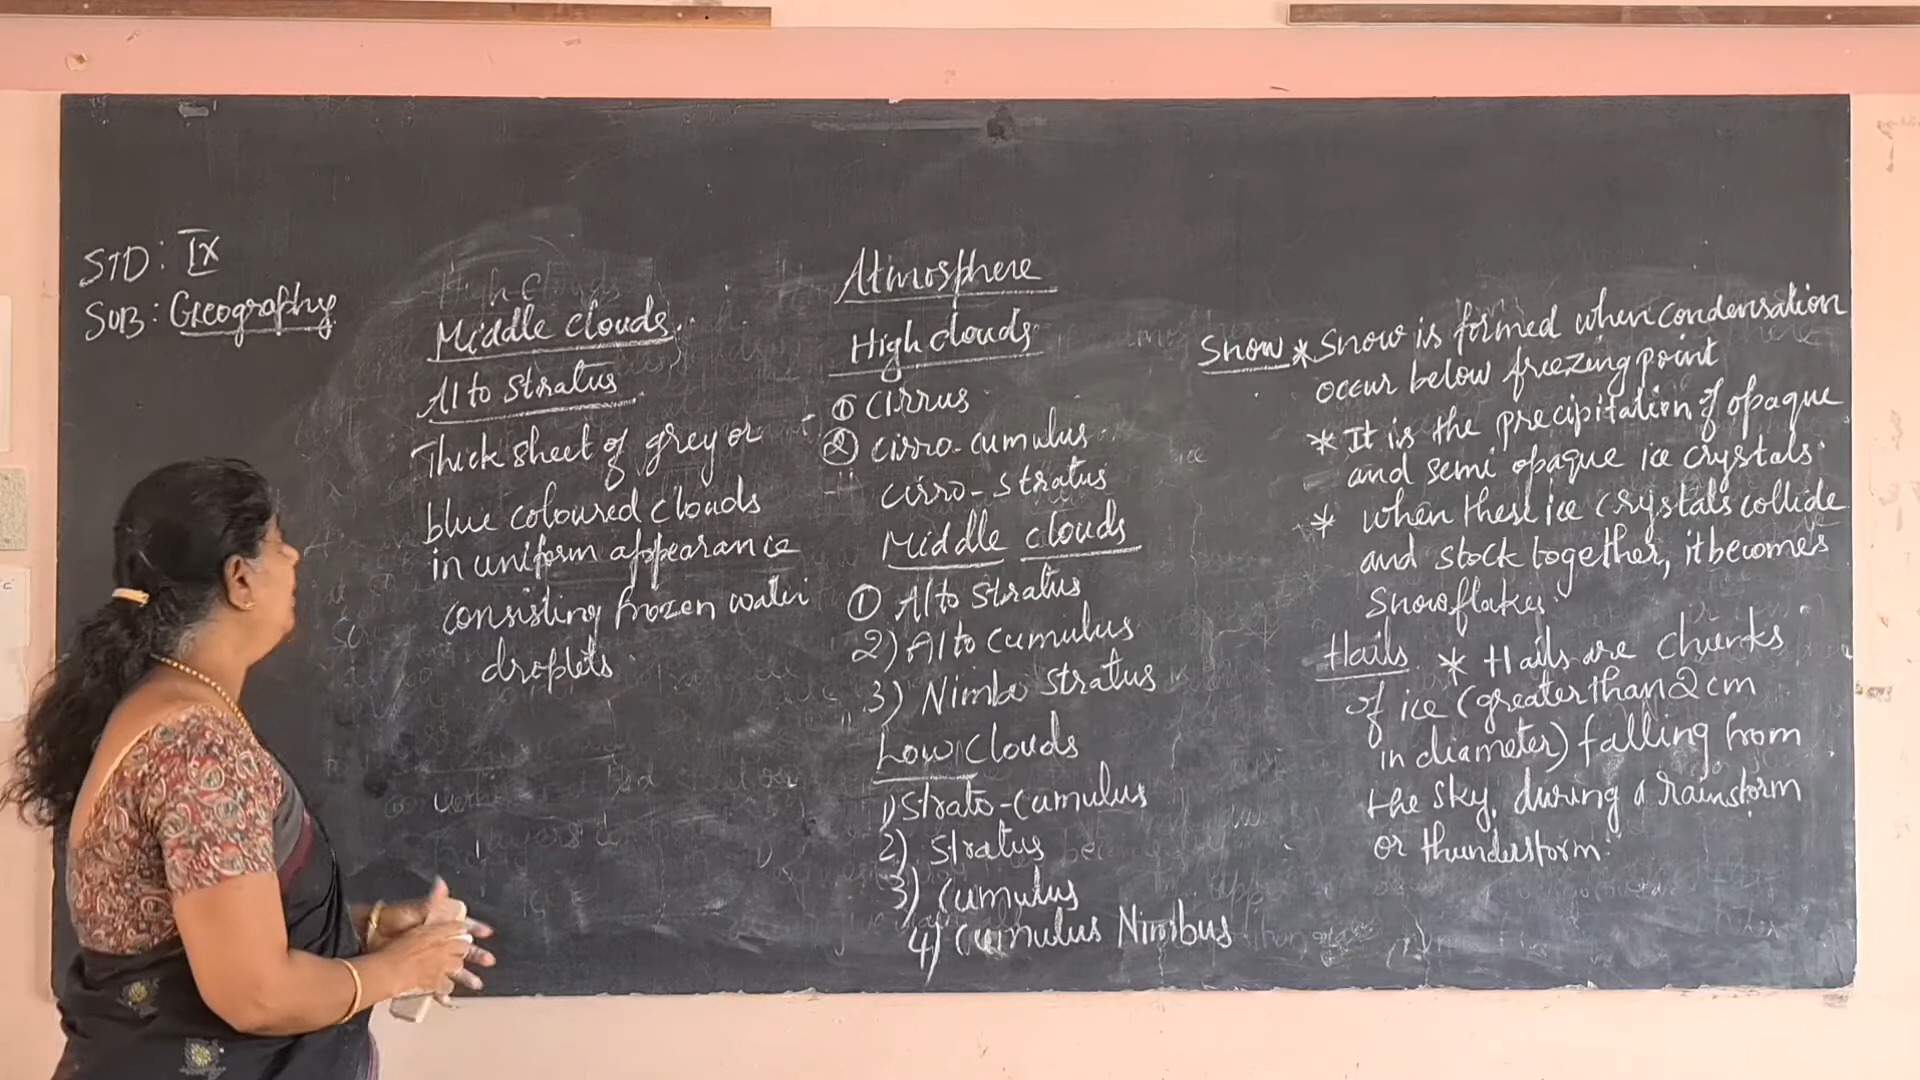 STD: IX
SUB: Geography
Middle clouds.
Alto stratus
Thick sheet of grey or
blue coloured clouds
in uniform appearance
consisting frozen water
droplets.
Atmosphere
High clouds
① Cirrus
② Cirro-cumulus
Cirro-stratus
Middle clouds
① Alto stratus
2) Alto cumulus
3) Nimbo stratus
Low clouds
1) Strato-cumulus
2) Stratus
3) Cumulus
4) Cumulus Nimbus
Snow * Snow is formed when condensation
occur below freezing point
* It is the precipitation of opaque
and semi opaque ice crystals.
* when these ice crystals collide
and stock together, it becomes
Snowflakes.
Hails * Hails are chunks
of ice (greater than 2 cm
in diameter) falling from
the sky, during a rainstorm
or thunderstorm.